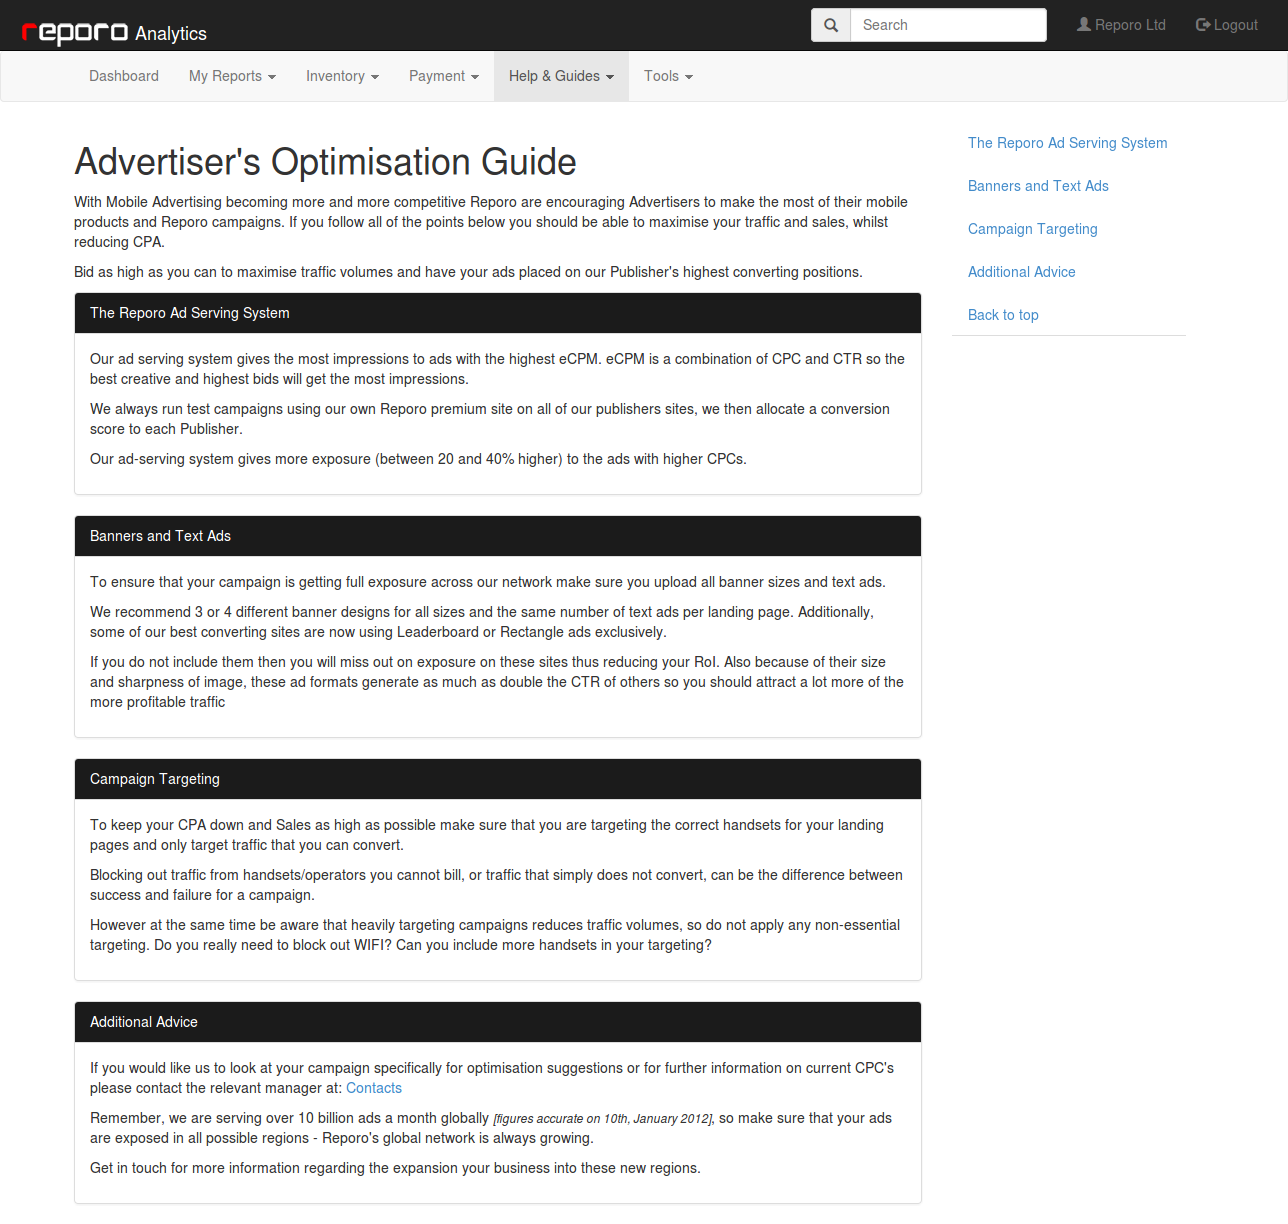 reporo Analytics
Search
Reporo Ltd
Logout
Dashboard
My Reports
Inventory
Payment
Help & Guides
Tools
Advertiser's Optimisation Guide
With Mobile Advertising becoming more and more competitive Reporo are encouraging Advertisers to make the most of their mobile
products and Reporo campaigns. If you follow all of the points below you should be able to maximise your traffic and sales, whilst
reducing CPA.
Bid as high as you can to maximise traffic volumes and have your ads placed on our Publisher's highest converting positions.
The Reporo Ad Serving System
Our ad serving system gives the most impressions to ads with the highest eCPM. eCPM is a combination of CPC and CTR so the
best creative and highest bids will get the most impressions.
We always run test campaigns using our own Reporo premium site on all of our publishers sites, we then allocate a conversion
score to each Publisher.
Our ad-serving system gives more exposure (between 20 and 40% higher) to the ads with higher CPCs.
Banners and Text Ads
To ensure that your campaign is getting full exposure across our network make sure you upload all banner sizes and text ads.
We recommend 3 or 4 different banner designs for all sizes and the same number of text ads per landing page. Additionally,
some of our best converting sites are now using Leaderboard or Rectangle ads exclusively.
If you do not include them then you will miss out on exposure on these sites thus reducing your RoI. Also because of their size
and sharpness of image, these ad formats generate as much as double the CTR of others so you should attract a lot more of the
more profitable traffic
Campaign Targeting
To keep your CPA down and Sales as high as possible make sure that you are targeting the correct handsets for your landing
pages and only target traffic that you can convert.
Blocking out traffic from handsets/operators you cannot bill, or traffic that simply does not convert, can be the difference between
success and failure for a campaign.
However at the same time be aware that heavily targeting campaigns reduces traffic volumes, so do not apply any non-essential
targeting. Do you really need to block out WIFI? Can you include more handsets in your targeting?
Additional Advice
If you would like us to look at your campaign specifically for optimisation suggestions or for further information on current CPC's
please contact the relevant manager at: Contacts
Remember, we are serving over 10 billion ads a month globally [figures accurate on 10th, January 2012], so make sure that your ads
are exposed in all possible regions - Reporo's global network is always growing.
Get in touch for more information regarding the expansion your business into these new regions.
The Reporo Ad Serving System
Banners and Text Ads
Campaign Targeting
Additional Advice
Back to top